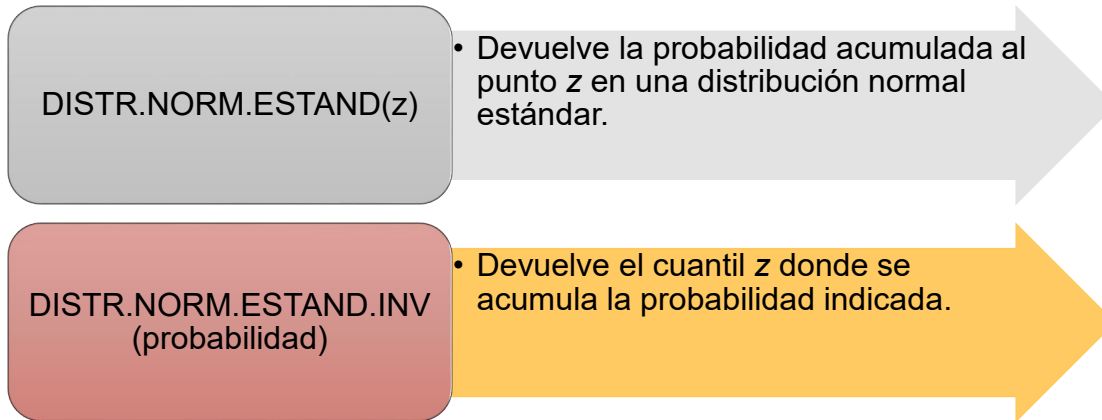 DISTR.NORM.ESTAND(z)
• Devuelve la probabilidad acumulada al
punto z en una distribución normal
estándar.
DISTR.NORM.ESTAND.INV
(probabilidad)
• Devuelve el cuantil z donde se
acumula la probabilidad indicada.